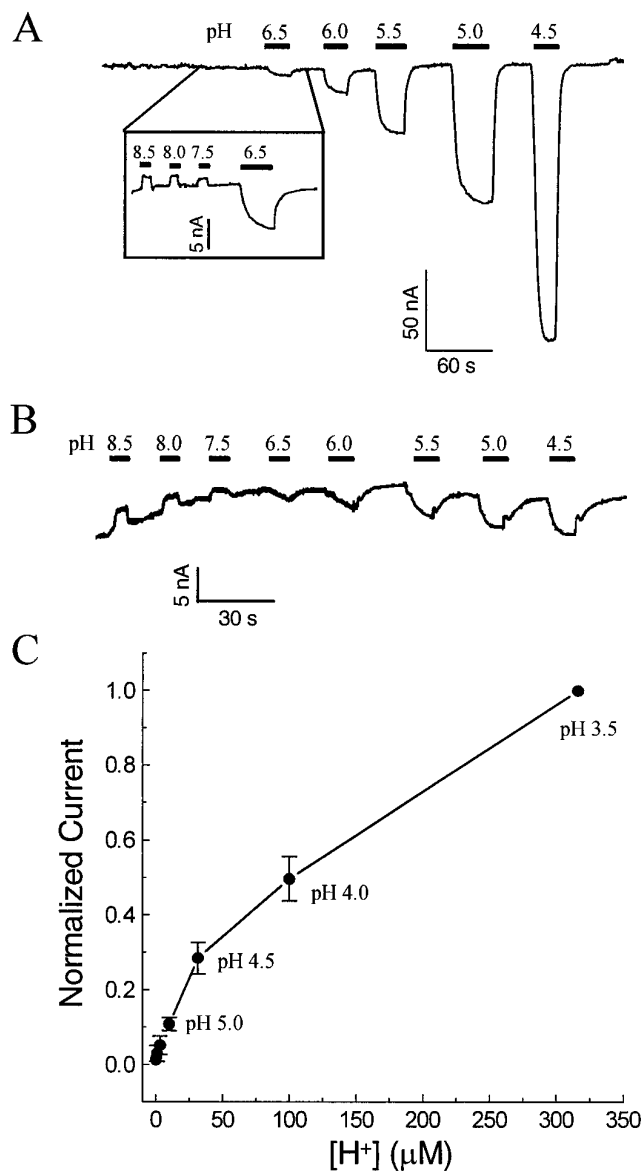 A
pH 6.5 6.0 5.5 5.0 4.5
8.5 8.0 7.5 6.5
5 nA
50 nA
60 s
B
pH 8.5 8.0 7.5 6.5 6.0 5.5 5.0 4.5
5 nA
30 s
C
1.0
0.8
0.6
0.4
0.2
0.0
Normalized Current
pH 3.5
pH 4.0
pH 4.5
pH 5.0
0 50 100 150 200 250 300 350
[H+] (μM)